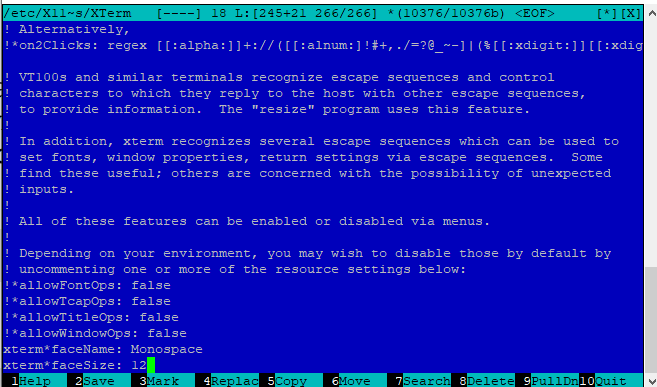 /etc/X11~s/XTerm [----] 18 L:[245+21 266/266] *(10376/10376b) <EOF> [*][X]
! Alternatively,
!*on2Clicks: regex [[:alpha:]]+://([[:alnum:]!#+,./=?@_~-]|(%[[:xdigit:]][[:xdig
!
! VT100s and similar terminals recognize escape sequences and control
! characters to which they reply to the host with other escape sequences,
! to provide information.  The "resize" program uses this feature.
!
! In addition, xterm recognizes several escape sequences which can be used to
! set fonts, window properties, return settings via escape sequences.  Some
! find these useful; others are concerned with the possibility of unexpected
! inputs.
!
! All of these features can be enabled or disabled via menus.
!
! Depending on your environment, you may wish to disable those by default by
! uncommenting one or more of the resource settings below:
!*allowFontOps: false
!*allowTcapOps: false
!*allowTitleOps: false
!*allowWindowOps: false
xterm*faceName: Monospace
xterm*faceSize: 12
1Help 2Save 3Mark 4Replac 5Copy 6Move 7Search 8Delete 9PullDn 10Quit